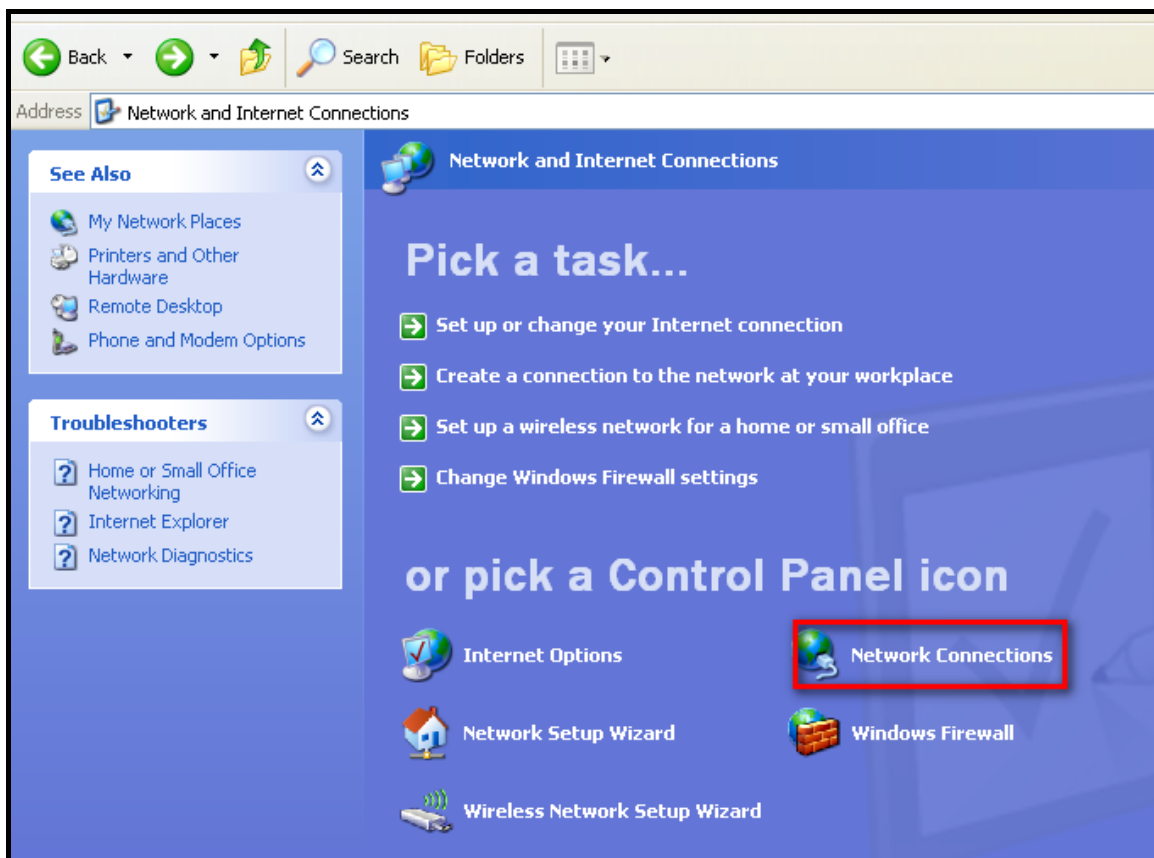 Back
Search
Folders
Address
Network and Internet Connections
See Also
My Network Places
Printers and Other
Hardware
Remote Desktop
Phone and Modem Options
Troubleshooters
Home or Small Office
Networking
Internet Explorer
Network Diagnostics
Network and Internet Connections
Pick a task...
Set up or change your Internet connection
Create a connection to the network at your workplace
Set up a wireless network for a home or small office
Change Windows Firewall settings
or pick a Control Panel icon
Internet Options
Network Connections
Network Setup Wizard
Windows Firewall
Wireless Network Setup Wizard